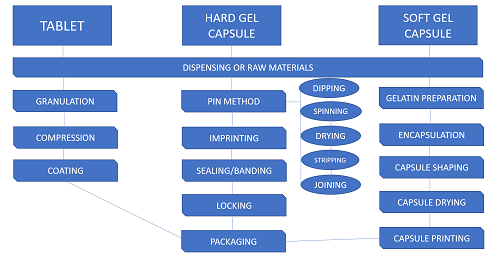 TABLET
HARD GEL
CAPSULE
SOFT GEL
CAPSULE
DISPENSING OR RAW MATERIALS
GRANULATION
COMPRESSION
COATING
PIN METHOD
IMPRINTING
SEALING/BANDING
LOCKING
PACKAGING
DIPPING
SPINNING
DRYING
STRIPPING
JOINING
GELATIN PREPARATION
ENCAPSULATION
CAPSULE SHAPING
CAPSULE DRYING
CAPSULE PRINTING